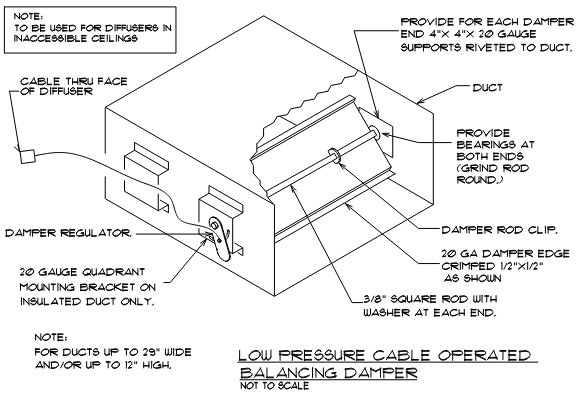 NOTE:
TO BE USED FOR DIFFUSERS IN
INACCESSIBLE CEILINGS
PROVIDE FOR EACH DAMPER
END 4"X 4"X 20 GAUGE
SUPPORTS RIVETED TO DUCT.
CABLE THRU FACE
OF DIFFUSER
DUCT
PROVIDE
BEARINGS AT
BOTH ENDS
(GRIND ROD
ROUND.)
DAMPER REGULATOR.
DAMPER ROD CLIP.
20 GA DAMPER EDGE
CRIMPED 1/2"X1/2"
AS SHOWN
20 GAUGE QUADRANT
MOUNTING BRACKET ON
INSULATED DUCT ONLY.
3/8" SQUARE ROD WITH
WASHER AT EACH END.
NOTE:
FOR DUCTS UP TO 29" WIDE
AND/OR UP TO 12" HIGH.
LOW PRESSURE CABLE OPERATED
BALANCING DAMPER
NOT TO SCALE